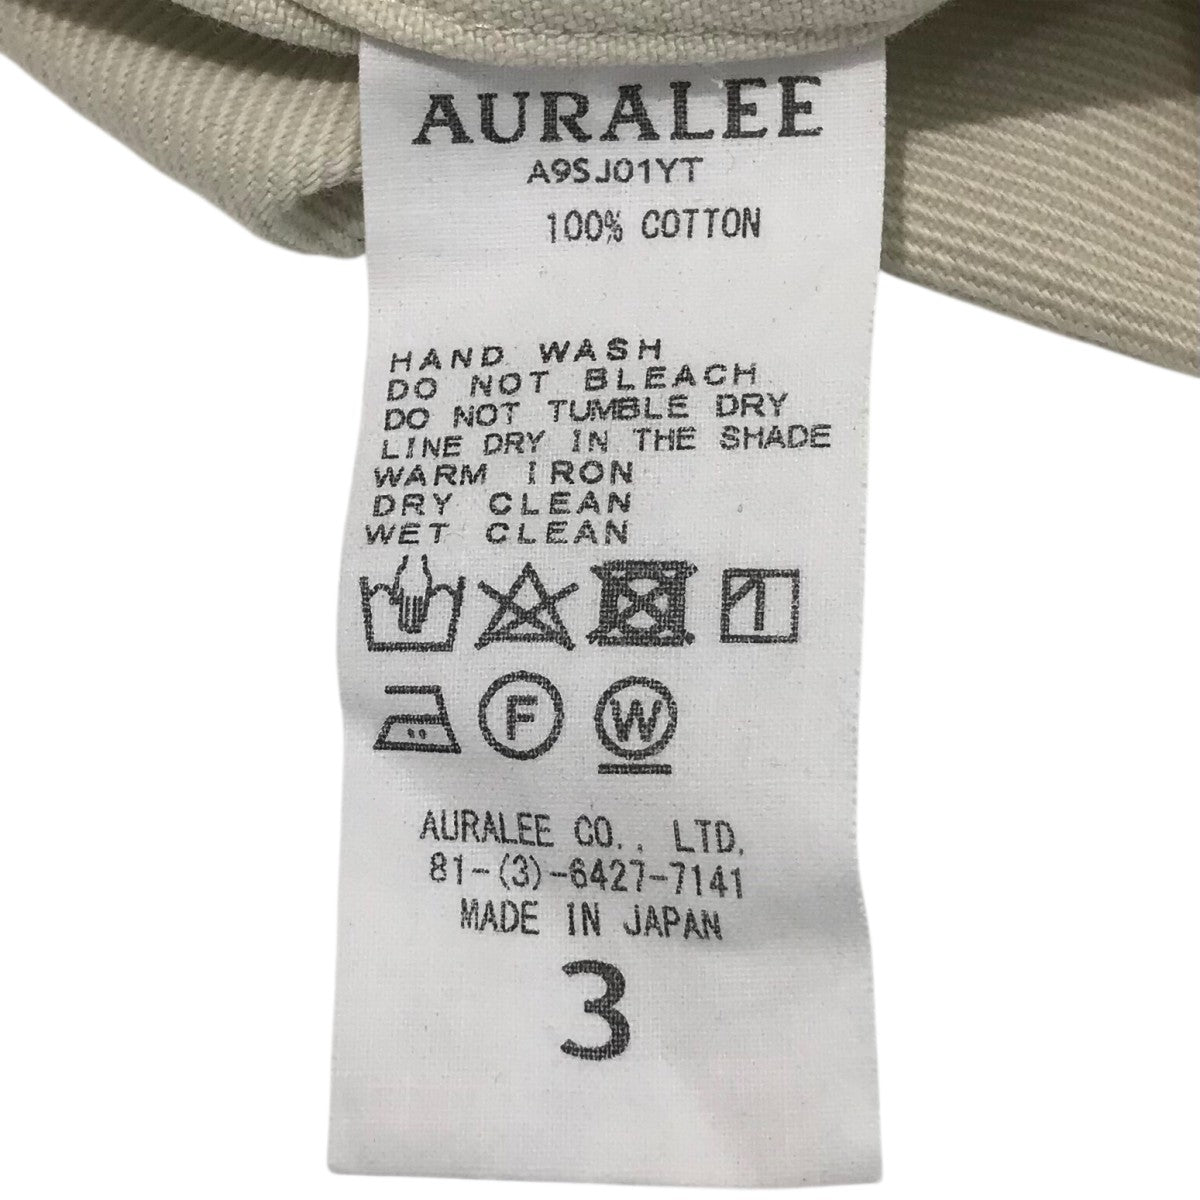 AURALEE
A9SJ01YT
100% COTTON
HAND WASH
DO NOT BLEACH
DO NOT TUMBLE DRY
LINE DRY IN THE SHADE
WARM IRON
DRY CLEAN
WET CLEAN
F W
AURALEE CO., LTD.
81-(3)-6427-7141
MADE IN JAPAN
3